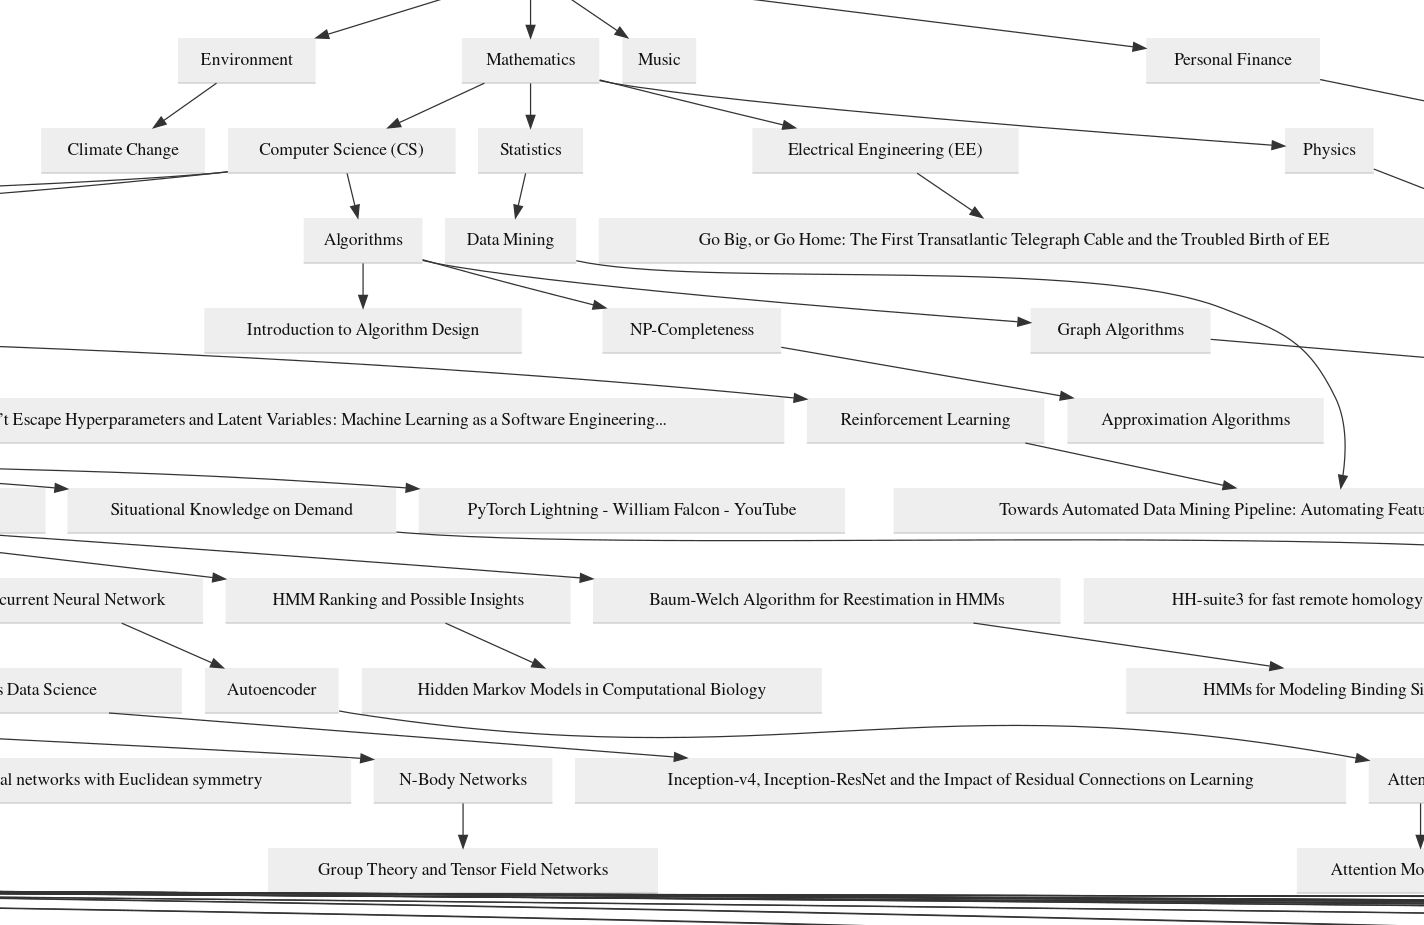 Environment
Mathematics
Music
Personal Finance
Climate Change
Computer Science (CS)
Statistics
Electrical Engineering (EE)
Physics
Algorithms
Data Mining
Go Big, or Go Home: The First Transatlantic Telegraph Cable and the Troubled Birth of EE
Introduction to Algorithm Design
NP-Completeness
Graph Algorithms
't Escape Hyperparameters and Latent Variables: Machine Learning as a Software Engineering...
Reinforcement Learning
Approximation Algorithms
Situational Knowledge on Demand
PyTorch Lightning - William Falcon - YouTube
Towards Automated Data Mining Pipeline: Automating Featu
current Neural Network
HMM Ranking and Possible Insights
Baum-Welch Algorithm for Reestimation in HMMs
HH-suite3 for fast remote homology
s Data Science
Autoencoder
Hidden Markov Models in Computational Biology
HMMs for Modeling Binding Si
al networks with Euclidean symmetry
N-Body Networks
Inception-v4, Inception-ResNet and the Impact of Residual Connections on Learning
Atten
Group Theory and Tensor Field Networks
Attention Mo